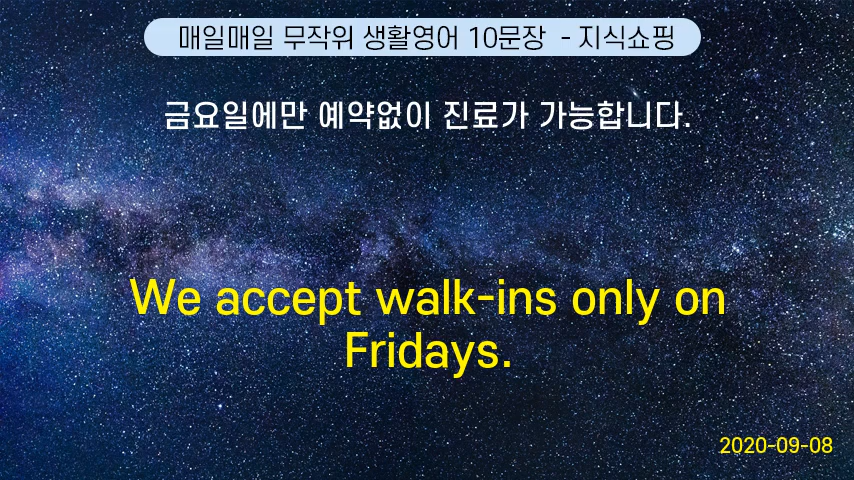 매일매일 무작위 생활영어 10문장 - 지식쇼핑
금요일에만 예약없이 진료가 가능합니다.
We accept walk-ins only on
Fridays.
2020-09-08